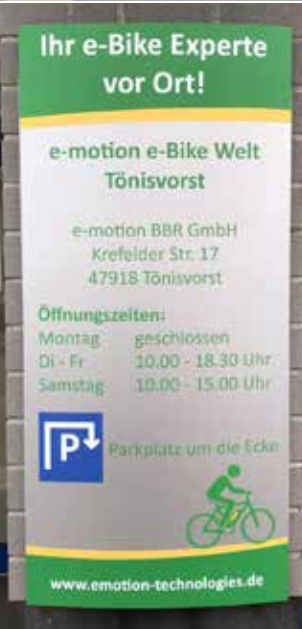 Ihr e-Bike Experte
vor Ort!
e-motion e-Bike Welt
Tönisvorst
e-motion BBR GmbH
Krefelder Str. 17
47918 Tönisvorst
Öffnungszeiten:
Montag geschlossen
Di - Fr 10.00 - 18.30 Uhr
Samstag 10.00 - 15.00 Uhr
P Parkplatz um die Ecke
www.emotion-technologies.de